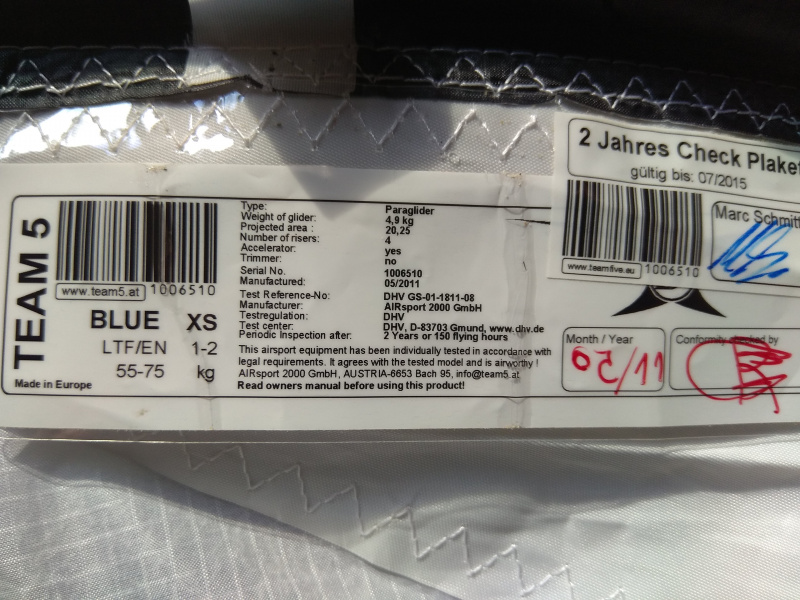 TEAM 5
www.team5.at 1006510
BLUE XS
LTF/EN 1-2
55-75 kg
Made in Europe
Type: Paraglider
Weight of glider: 4,9 kg
Projected area : 20,25
Number of risers: 4
Accelerator: yes
Trimmer: no
Serial No. 1006510
Manufactured: 05/2011
Test Reference-No: DHV GS-01-1811-08
Manufacturer: AIRsport 2000 GmbH
Testregulation: DHV
Test center: DHV, D-83703 Gmund, www.dhv.de
Periodic Inspection after: 2 Years or 150 flying hours
This airsport equipment has been individually tested in accordance with
legal requirements. It agrees with the tested model and is airworthy !
AIRsport 2000 GmbH, AUSTRIA-6653 Bach 95, info@team5.at
Read owners manual before using this product!
2 Jahres Check Plaket
gültig bis: 07/2015
Marc Schmitt
www.teamfive.eu 1006510
Month / Year
05/11
Conformity checked by